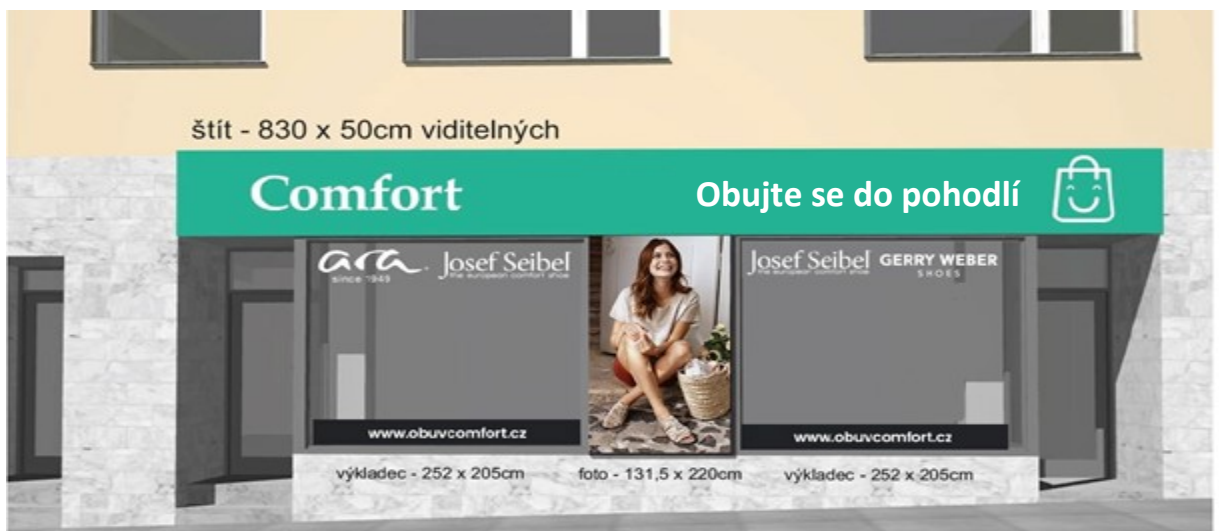 štít - 830 x 50cm viditelných
Comfort
Obujte se do pohodlí
ara
since 1949
Josef Seibel
the european comfort shoe
Josef Seibel
the european comfort shoe
GERRY WEBER
SHOES
www.obuvcomfort.cz
www.obuvcomfort.cz
výkladec - 252 x 205cm
foto - 131,5 x 220cm
výkladec - 252 x 205cm